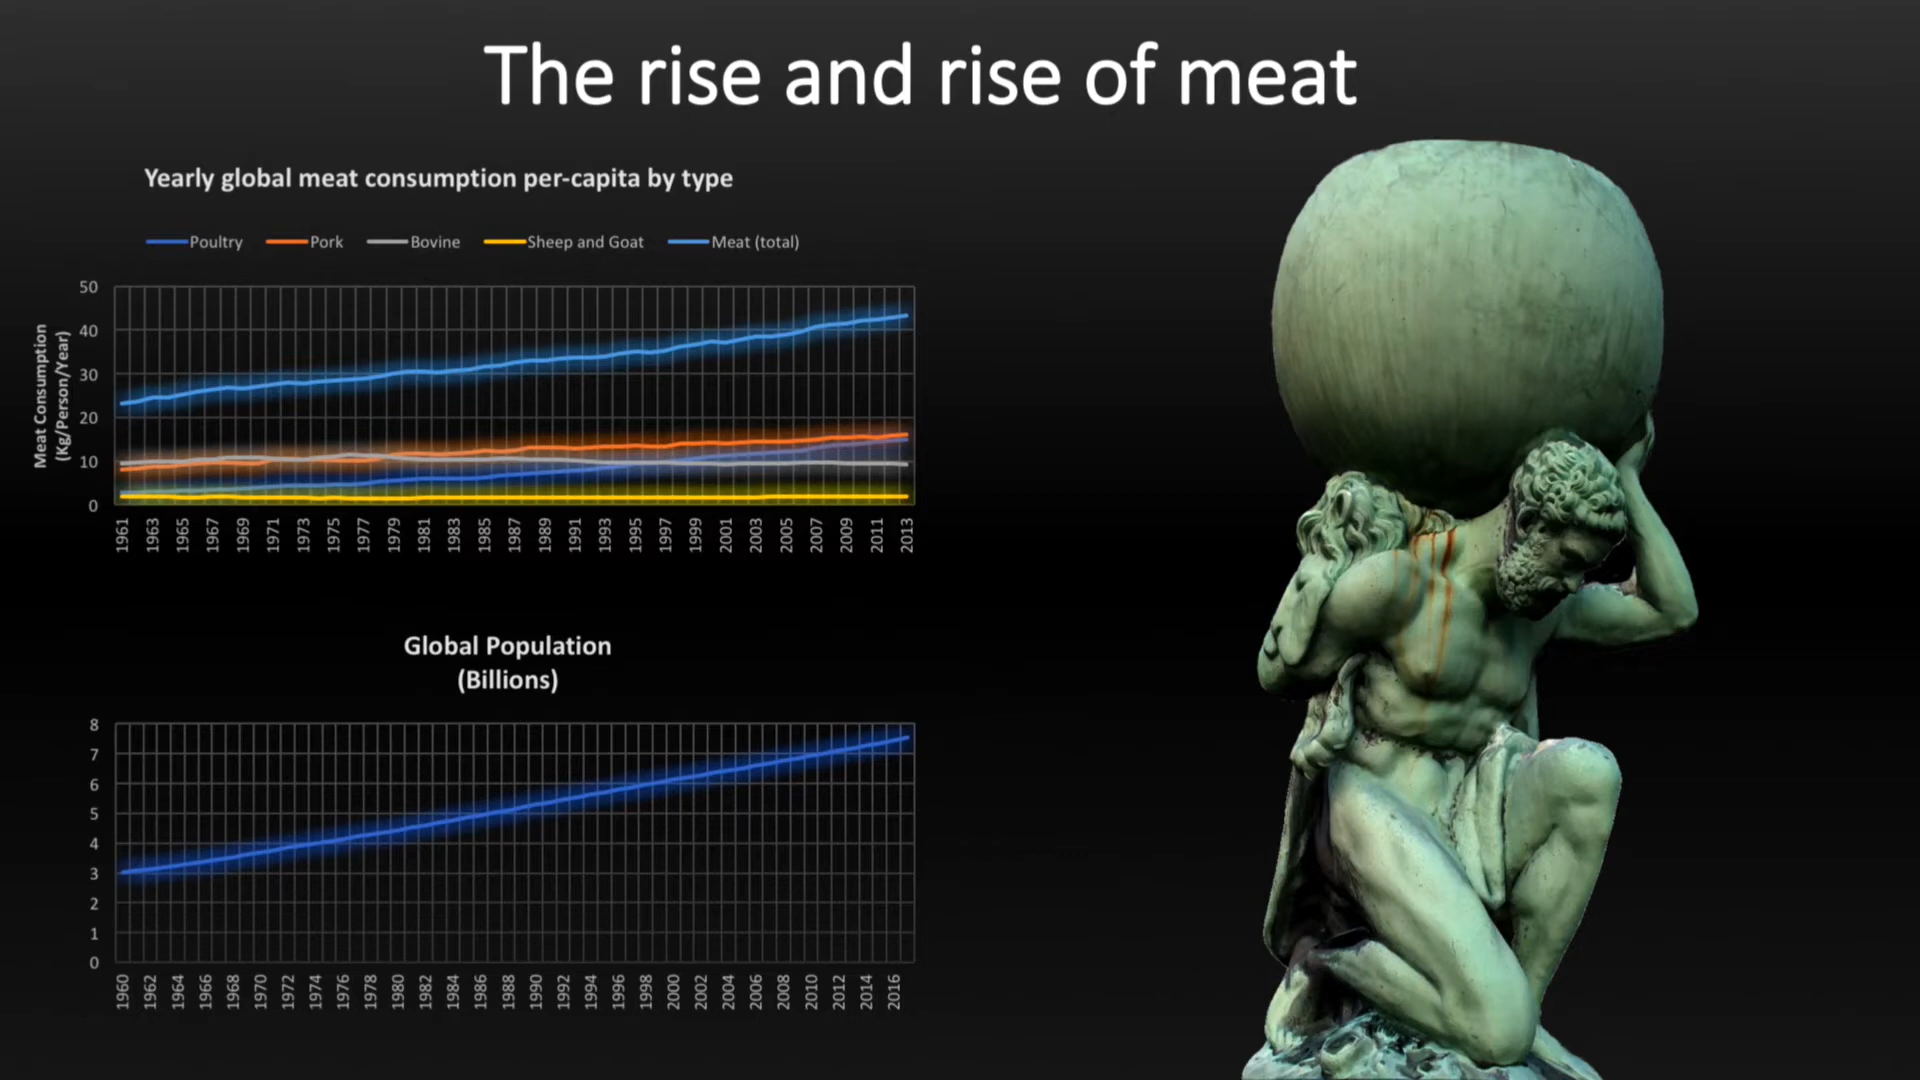 The rise and rise of meat
Yearly global meat consumption per-capita by type
Poultry Pork Bovine Sheep and Goat Meat (total)
Meat Consumption
(Kg/Person/Year)
50
40
30
20
10
0
1961 1963 1965 1967 1969 1971 1973 1975 1977 1979 1981 1983 1985 1987 1989 1991 1993 1995 1997 1999 2001 2003 2005 2007 2009 2011 2013
Global Population
(Billions)
8
7
6
5
4
3
2
1
0
1960 1962 1964 1966 1968 1970 1972 1974 1976 1978 1980 1982 1984 1986 1988 1990 1992 1994 1996 1998 2000 2002 2004 2006 2008 2010 2012 2014 2016